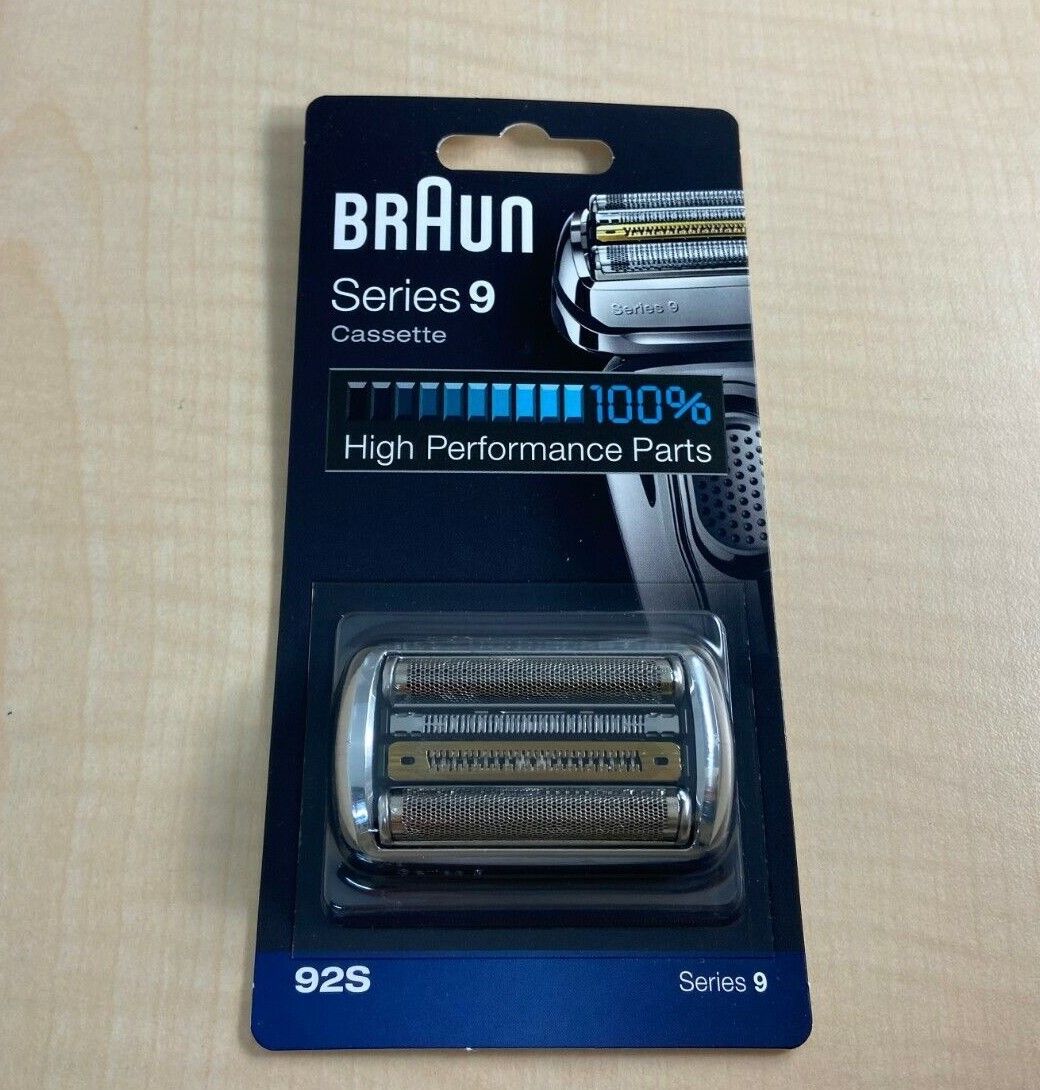 BRAUN
Series 9
Cassette
Series 9
100%
High Performance Parts
92S
Series 9